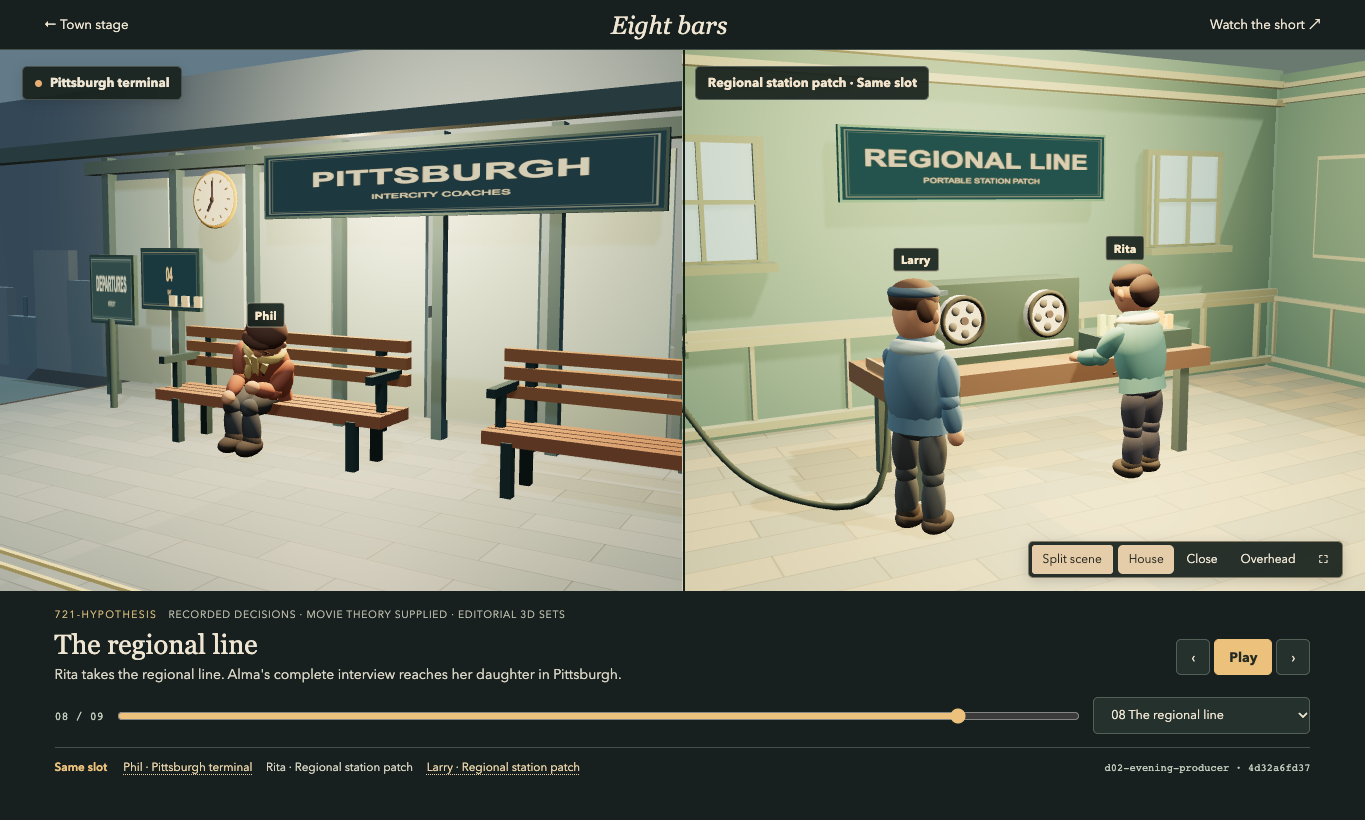 ← Town stage
Eight bars
Watch the short ↗
Pittsburgh terminal
Regional station patch · Same slot
PITTSBURGH
INTERCITY COACHES
DEPARTURES
04
Phil
REGIONAL LINE
PORTABLE STATION PATCH
Larry
Rita
Split scene
House
Close
Overhead
721-HYPOTHESIS RECORDED DECISIONS · MOVIE THEORY SUPPLIED · EDITORIAL 3D SETS
The regional line
Rita takes the regional line. Alma's complete interview reaches her daughter in Pittsburgh.
‹ Play ›
08 / 09
08 The regional line
Same slot Phil · Pittsburgh terminal Rita · Regional station patch Larry · Regional station patch
d02-evening-producer · 4d32a6fd37